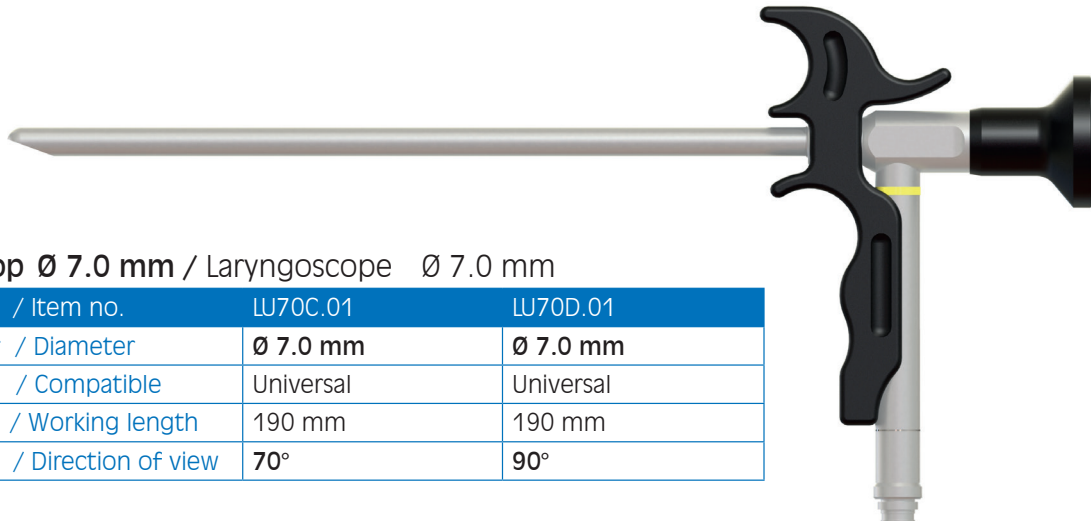 Ø 7.0 mm / Laryngoscope Ø 7.0 mm
/ Item no. LU70C.01 LU70D.01
/ Diameter Ø 7.0 mm Ø 7.0 mm
/ Compatible Universal Universal
/ Working length 190 mm 190 mm
/ Direction of view 70° 90°